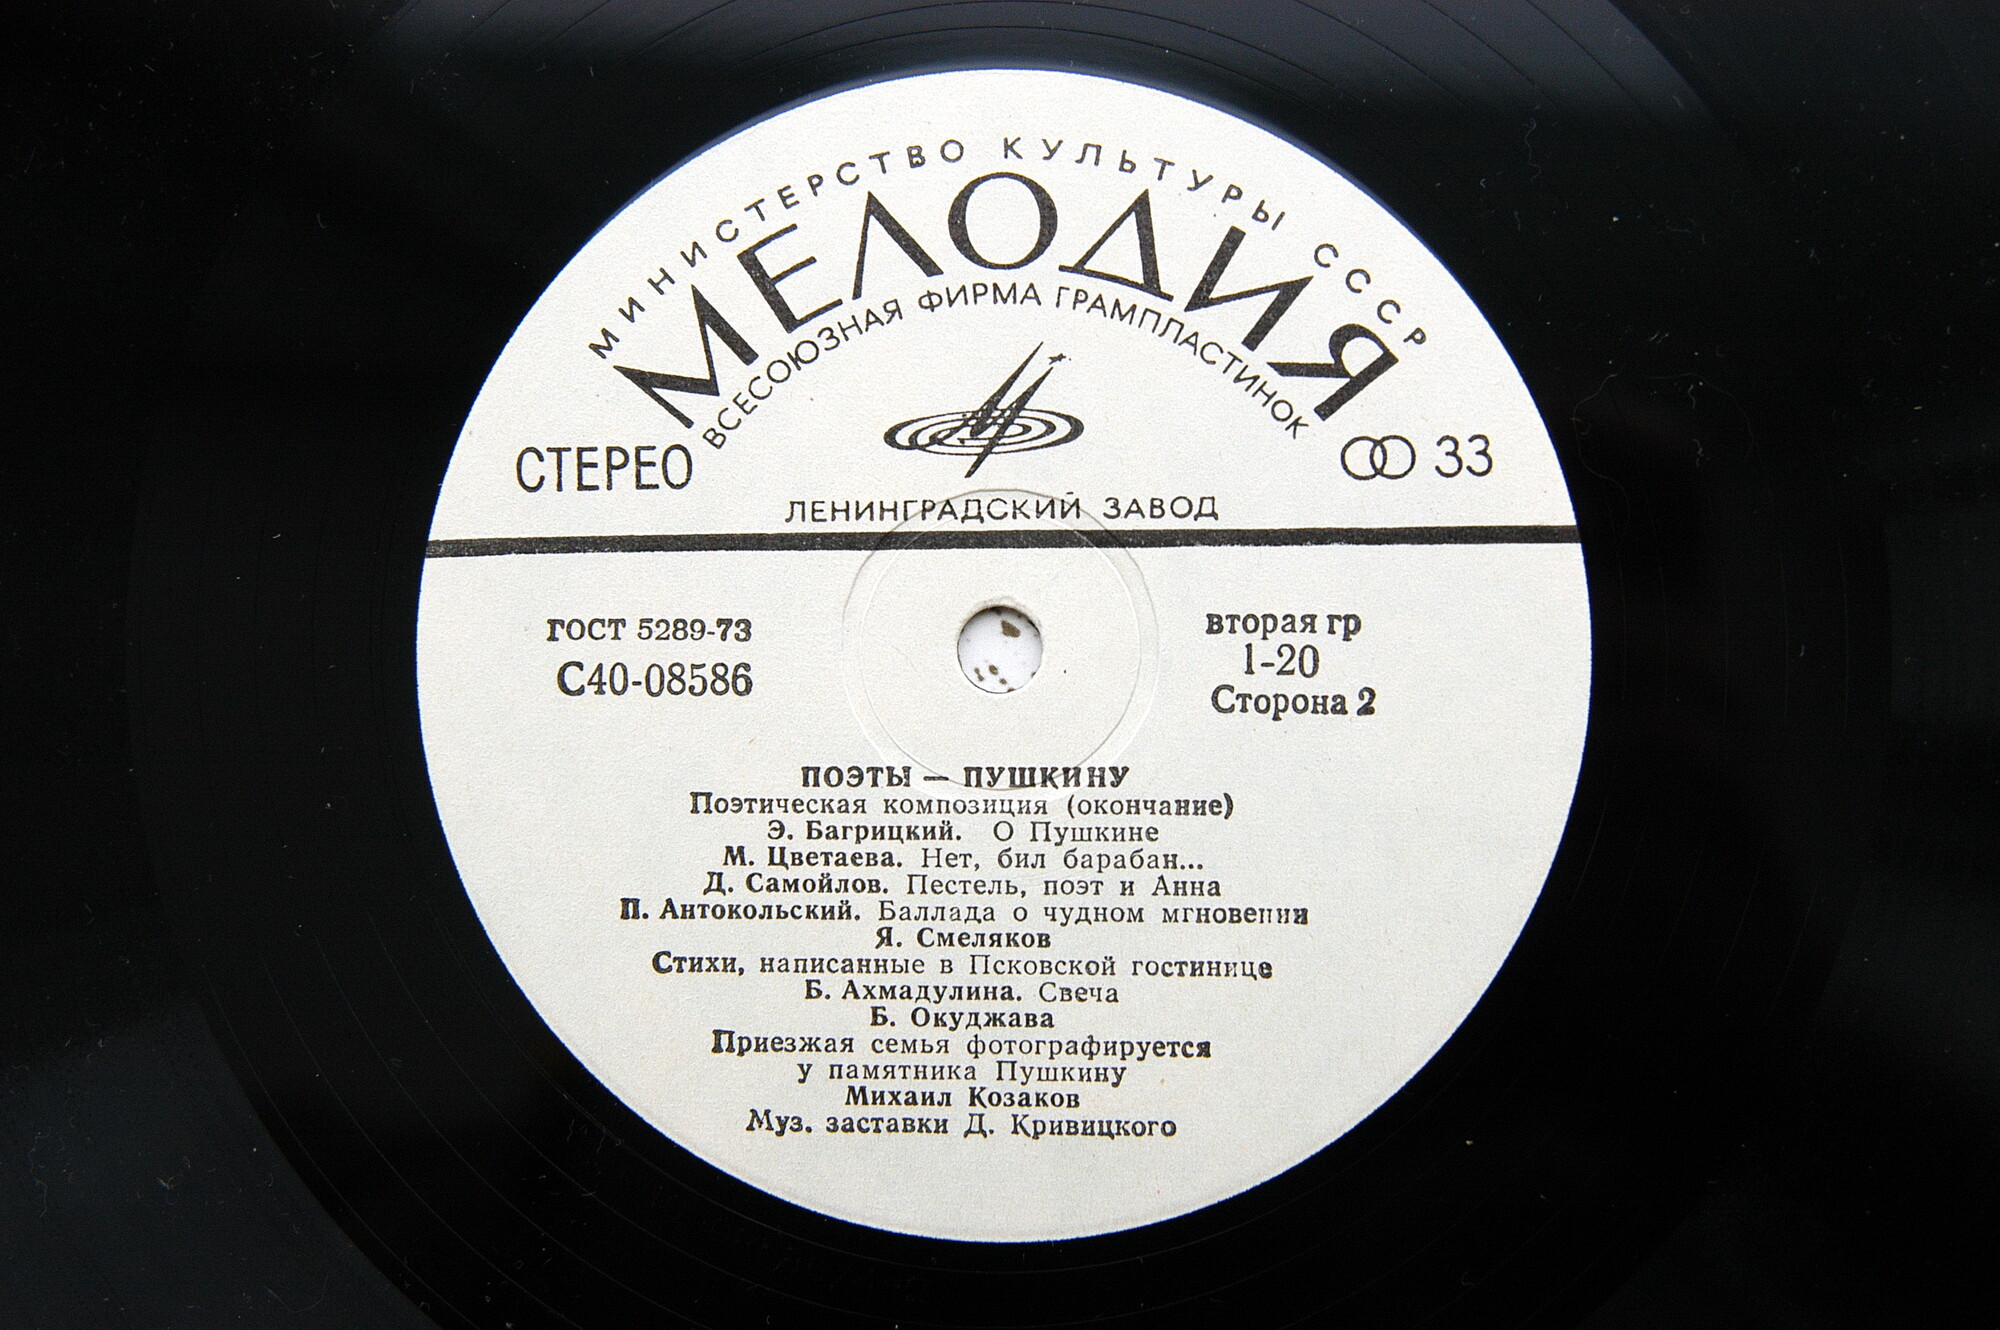 МИНИСТЕРСТВО КУЛЬТУРЫ СССР
МЕЛОДИЯ
ВСЕСОЮЗНАЯ ФИРМА ГРАМПЛАСТИНОК
СТЕРЕО
33
ЛЕНИНГРАДСКИЙ ЗАВОД
ГОСТ 5289-73
С40-08586
вторая гр
1-20
Сторона 2
ПОЭТЫ — ПУШКИНУ
Поэтическая композиция (окончание)
Э. Багрицкий. О Пушкине
М. Цветаева. Нет, бил барабан...
Д. Самойлов. Пестель, поэт и Анна
П. Антокольский. Баллада о чудном мгновении
Я. Смеляков
Стихи, написанные в Псковской гостинице
Б. Ахмадулина. Свеча
Б. Окуджава
Приезжая семья фотографируется
у памятника Пушкину
Михаил Козаков
Муз. заставки Д. Кривицкого